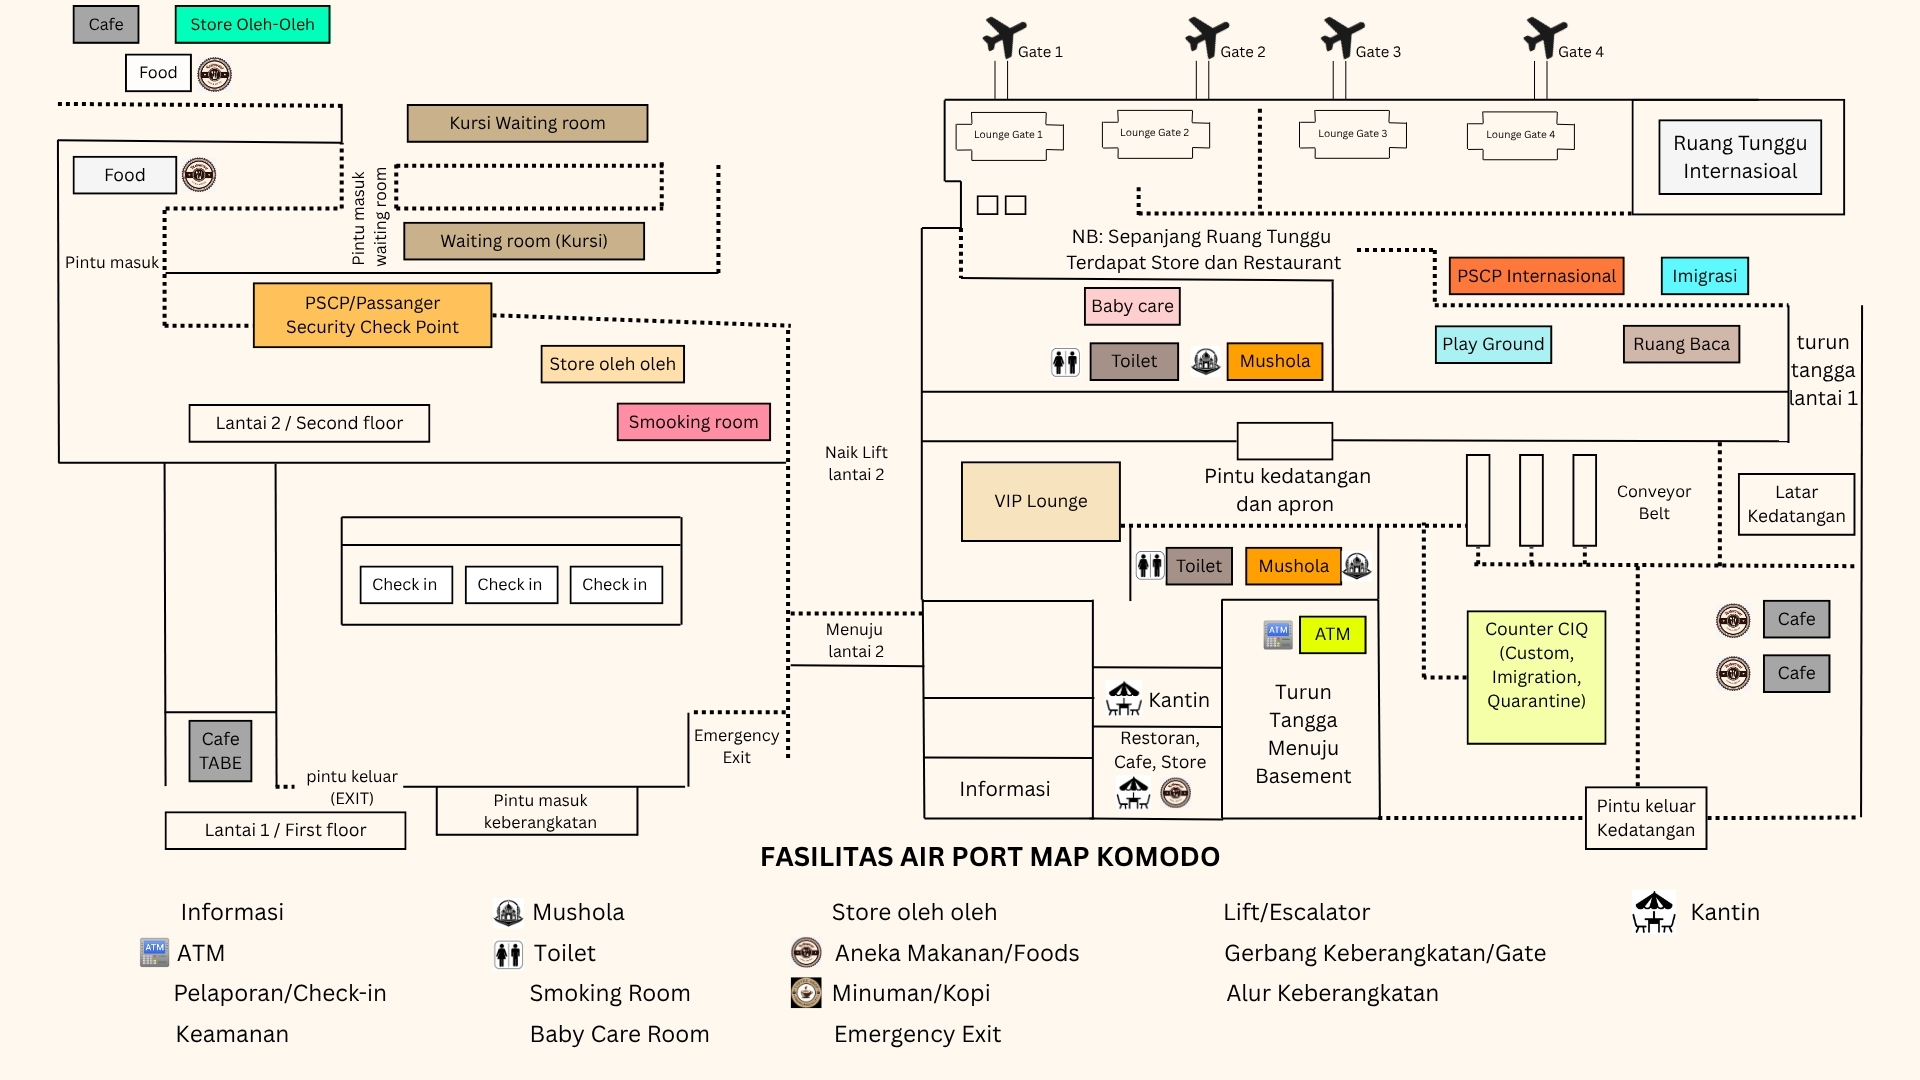 Cafe
Store Oleh-Oleh
Food
Kursi Waiting room
Food
Pintu masuk
waiting room
Waiting room (Kursi)
Pintu masuk
PSCP/Passanger
Security Check Point
Store oleh oleh
Lantai 2 / Second floor
Smooking room
Check in
Check in
Check in
Cafe
TABE
pintu keluar
(EXIT)
Pintu masuk
keberangkatan
Lantai 1 / First floor
Emergency
Exit
Naik Lift
lantai 2
Menuju
lantai 2
Gate 1
Gate 2
Gate 3
Gate 4
Lounge Gate 1
Lounge Gate 2
Lounge Gate 3
Lounge Gate 4
Ruang Tunggu
Internasioal
NB: Sepanjang Ruang Tunggu
Terdapat Store dan Restaurant
PSCP Internasional
Imigrasi
Baby care
Toilet
Mushola
Play Ground
Ruang Baca
turun
tangga
lantai 1
VIP Lounge
Pintu kedatangan
dan apron
Conveyor
Belt
Latar
Kedatangan
Toilet
Mushola
ATM
ATM
Counter CIQ
(Custom,
Imigration,
Quarantine)
Cafe
Cafe
Kantin
Turun
Tangga
Menuju
Basement
Restoran,
Cafe, Store
Informasi
Pintu keluar
Kedatangan
FASILITAS AIR PORT MAP KOMODO
Informasi
Mushola
Store oleh oleh
Lift/Escalator
Kantin
ATM
ATM
Toilet
Aneka Makanan/Foods
Gerbang Keberangkatan/Gate
Pelaporan/Check-in
Smoking Room
Minuman/Kopi
Alur Keberangkatan
Keamanan
Baby Care Room
Emergency Exit